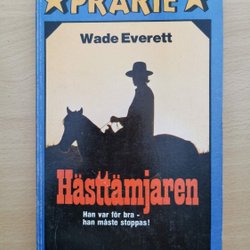 PRÄRIE
Wade Everett
Hästtämjaren
Han var för bra -
han måste stoppas!